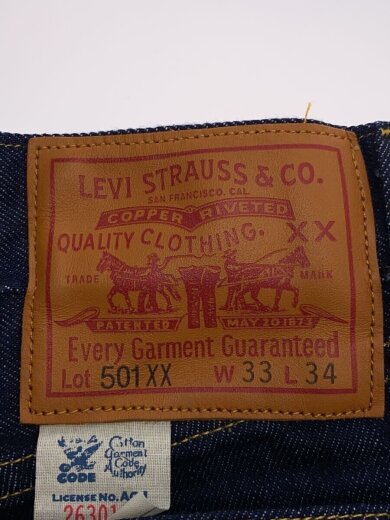 LEVI STRAUSS & CO.
SAN FRANCISCO, CAL.
COPPER RIVETED
QUALITY CLOTHING. XX
TRADE MARK
PATENTED MAY 20 1873
Every Garment Guaranteed
Lot 501XX W 33 L 34
Cotton
Garment
Code
Authority
CODE
LICENSE No.
26301